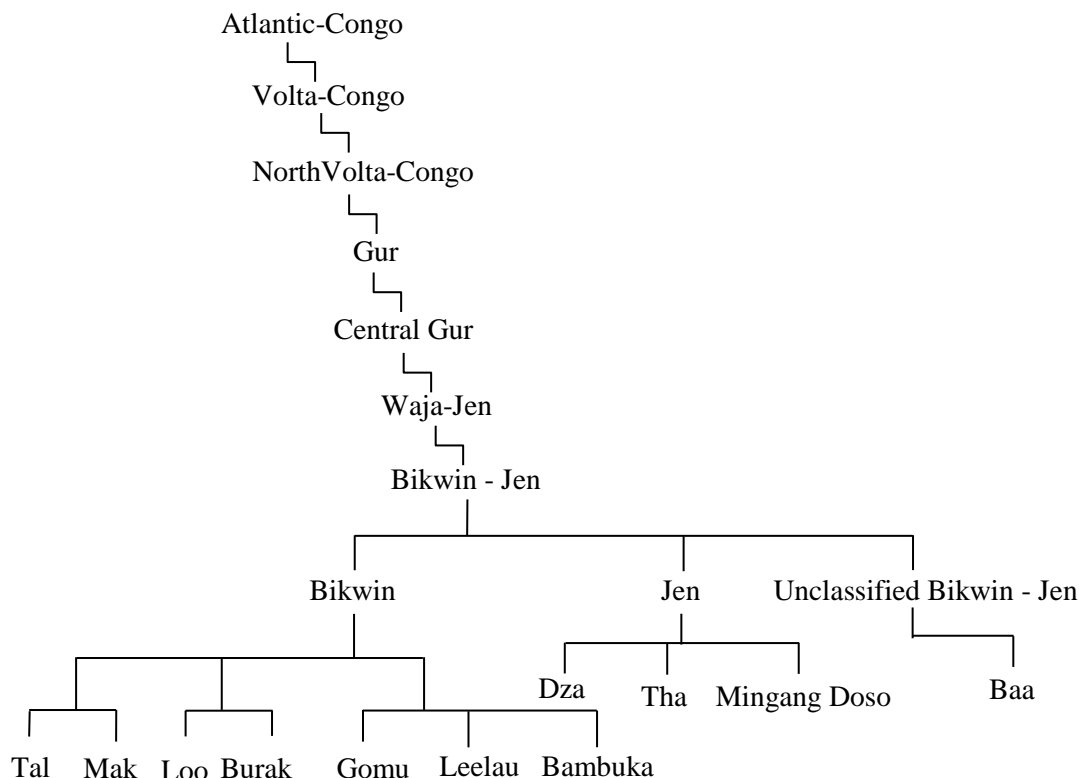 Atlantic-Congo
Volta-Congo
NorthVolta-Congo
Gur
Central Gur
Waja-Jen
Bikwin - Jen
Bikwin Jen Unclassified Bikwin - Jen
Dza Tha Mingang Doso Baa
Tal Mak Loo Burak Gomu Leelau Bambuka